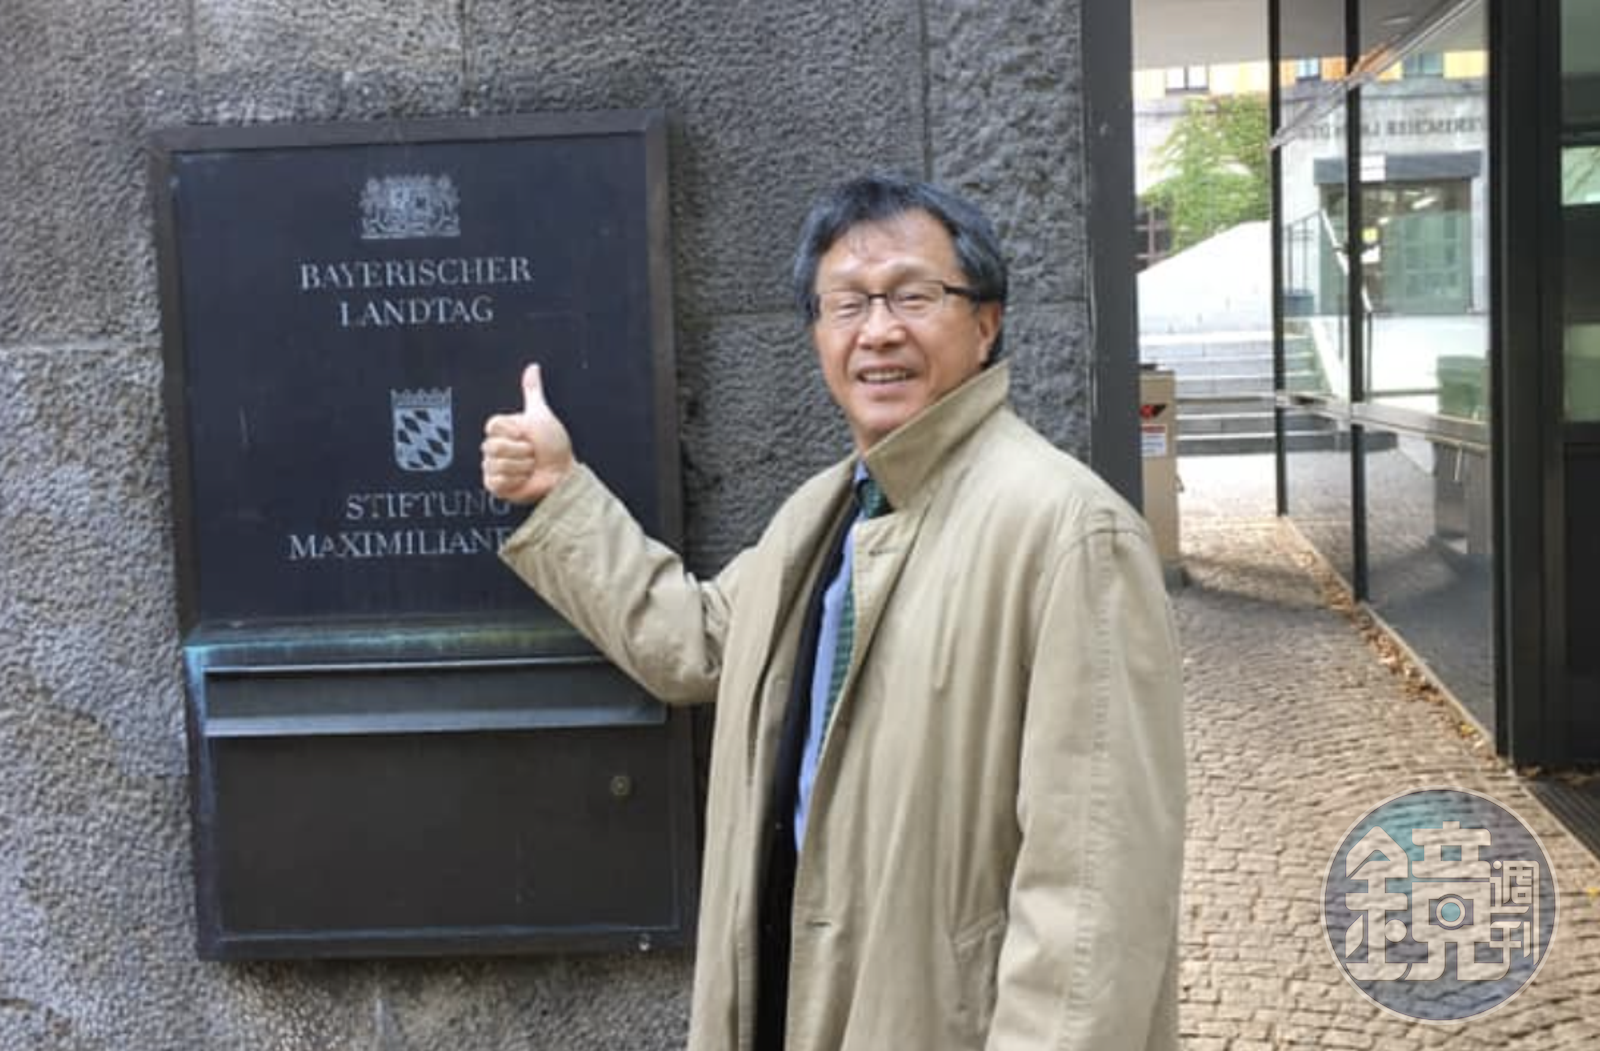 BAYERISCHER
LANDTAG
STIFTUNG
MAXIMILIANE
鏡週刊